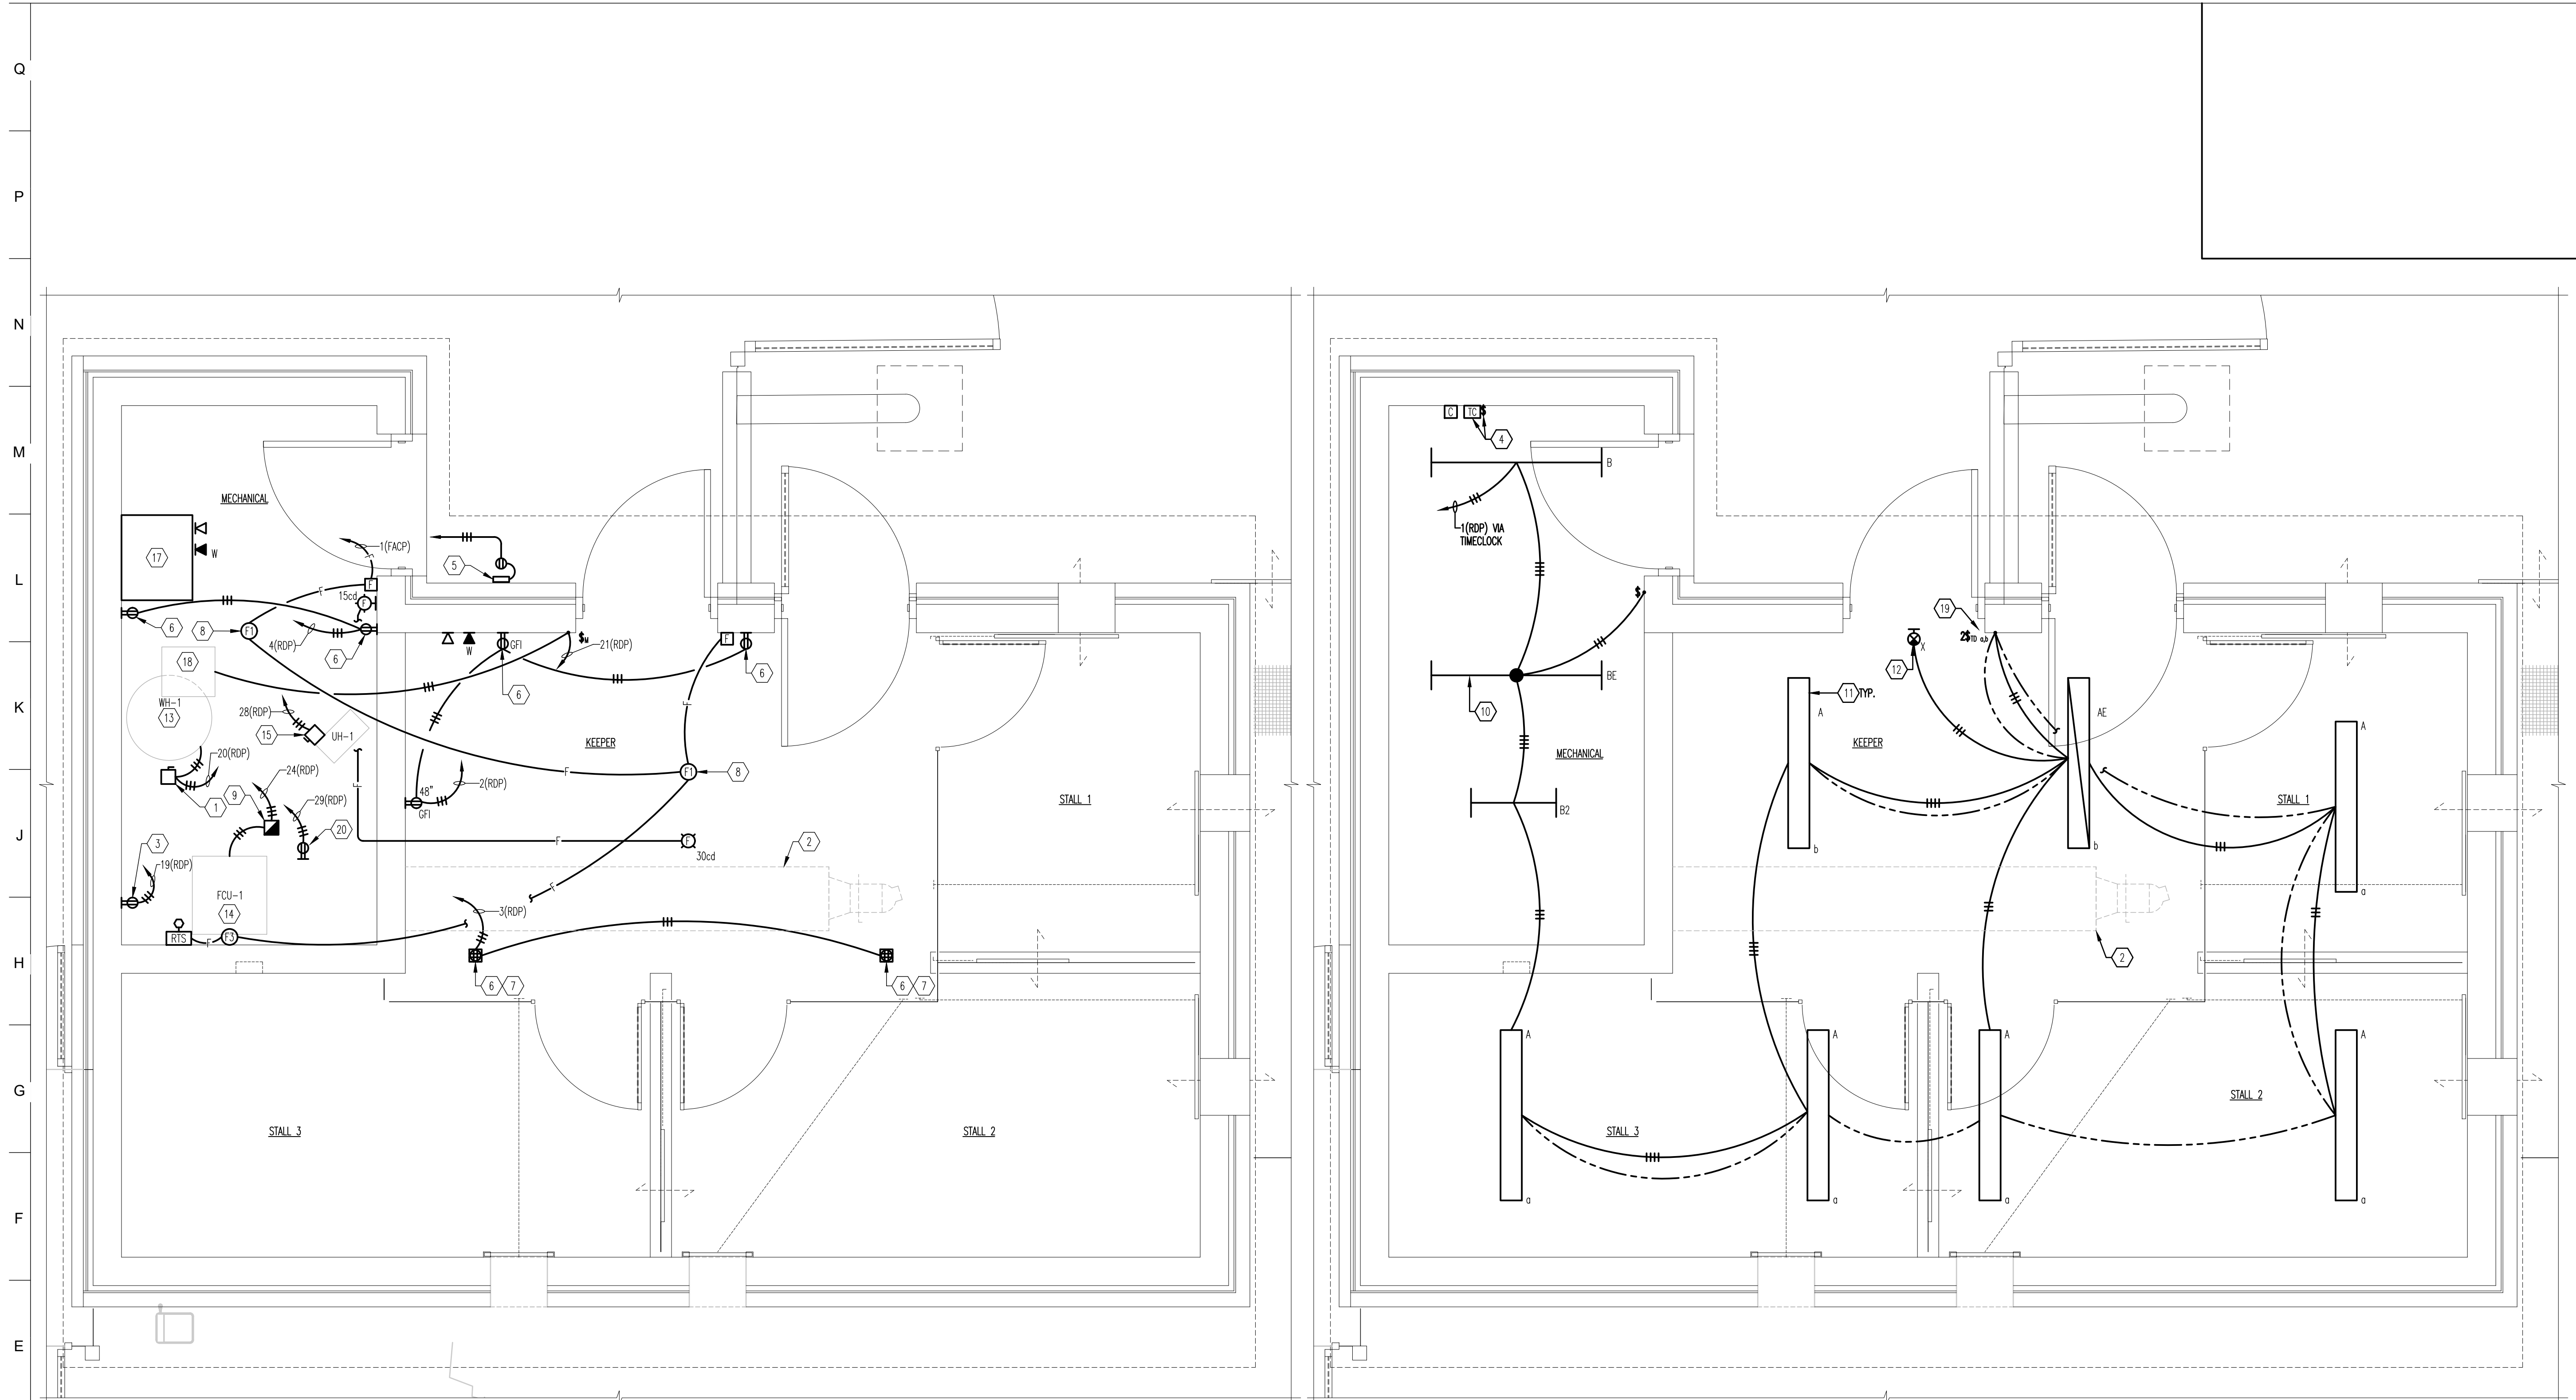 Q
P
N
M
L
K
J
H
G
F
E
MECHANICAL
17
W
1(FACP)
5
F
15cd
F
6
8
F1
4(RDP)
6
F
F
18
W
GFI
$M
21(RDP)
F
6
6
WH-1
13
28(RDP)
15
UH-1
KEEPER
F
20(RDP)
24(RDP)
F
F1
8
1
9
29(RDP)
F
48"
GFI
2(RDP)
STALL 1
3
20
F
F
30cd
2
19(RDP)
FCU-1
14
F
3(RDP)
RTS
F
F3
6
7
6
7
STALL 3
STALL 2
C
TC
$
4
B
1(RDP) VIA
TIMECLOCK
$
19
2$TD a,b
X
12
BE
10
11
TYP.
A
AE
A
MECHANICAL
KEEPER
STALL 1
B2
b
b
a
2
A
A
A
A
STALL 3
STALL 2
a
a
a
a